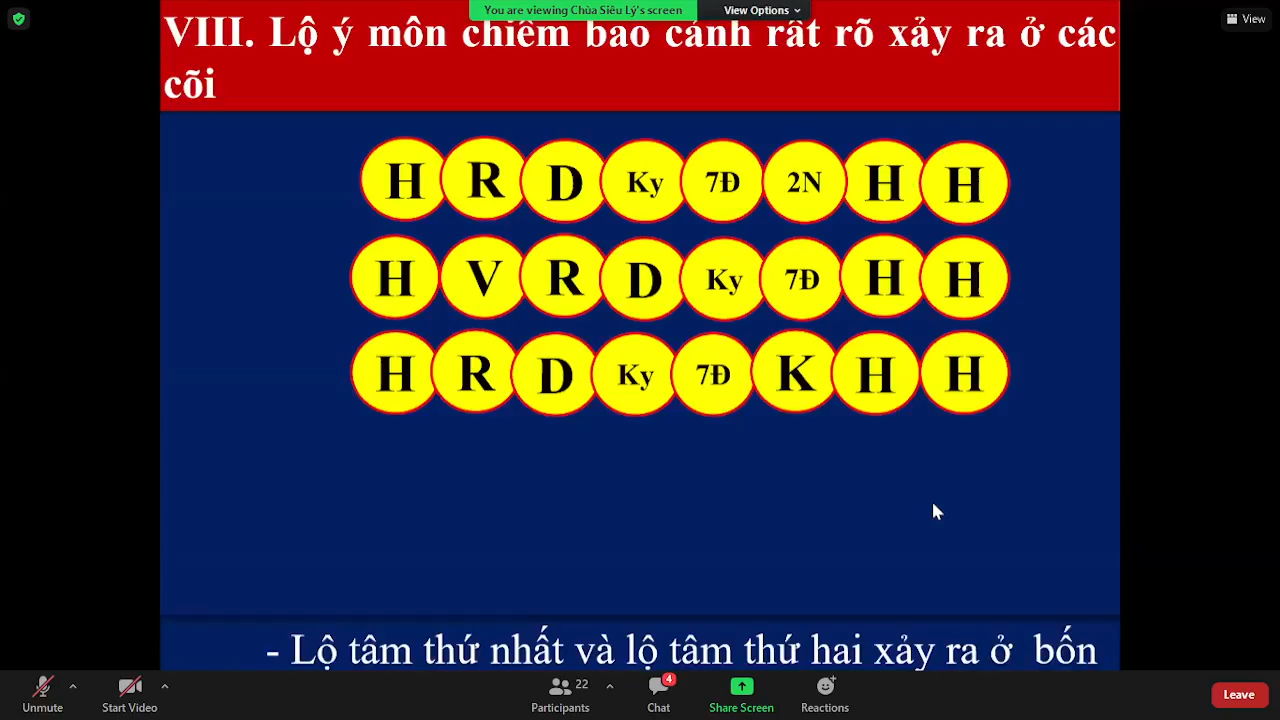 You are viewing Chùa Siêu Lý's screen
View Options
View
VIII. Lộ ý môn chiêm bao cảnh rất rõ xảy ra ở các
cõi
H R D Ky 7Đ 2N H H
H V R D Ky 7Đ H H
H R D Ky 7Đ K H H
- Lộ tâm thứ nhất và lộ tâm thứ hai xảy ra ở bốn
Unmute
Start Video
22
Participants
4
Chat
Share Screen
Reactions
Leave